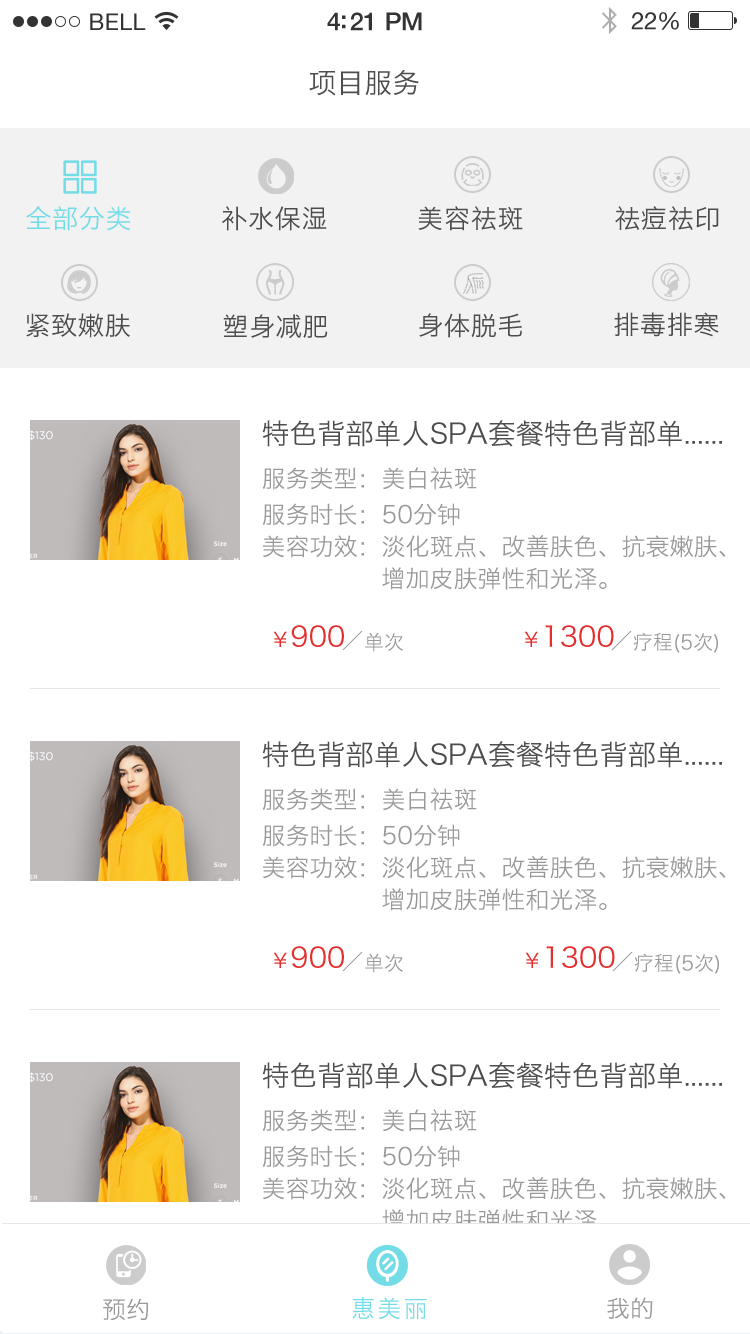 BELL 4:21 PM 22%
项目服务
全部分类 补水保湿 美容祛斑 祛痘祛印
紧致嫩肤 塑身减肥 身体脱毛 排毒排寒
$130
Size
ER
特色背部单人SPA套餐特色背部单......
服务类型：美白祛斑
服务时长：50分钟
美容功效：淡化斑点、改善肤色、抗衰嫩肤、
增加皮肤弹性和光泽。
¥900/单次 ¥1300/疗程(5次)
$130
Size
ER
特色背部单人SPA套餐特色背部单......
服务类型：美白祛斑
服务时长：50分钟
美容功效：淡化斑点、改善肤色、抗衰嫩肤、
增加皮肤弹性和光泽。
¥900/单次 ¥1300/疗程(5次)
$130
Size
ER
特色背部单人SPA套餐特色背部单......
服务类型：美白祛斑
服务时长：50分钟
美容功效：淡化斑点、改善肤色、抗衰嫩肤、
增加皮肤弹性和光泽
预约 惠美丽 我的